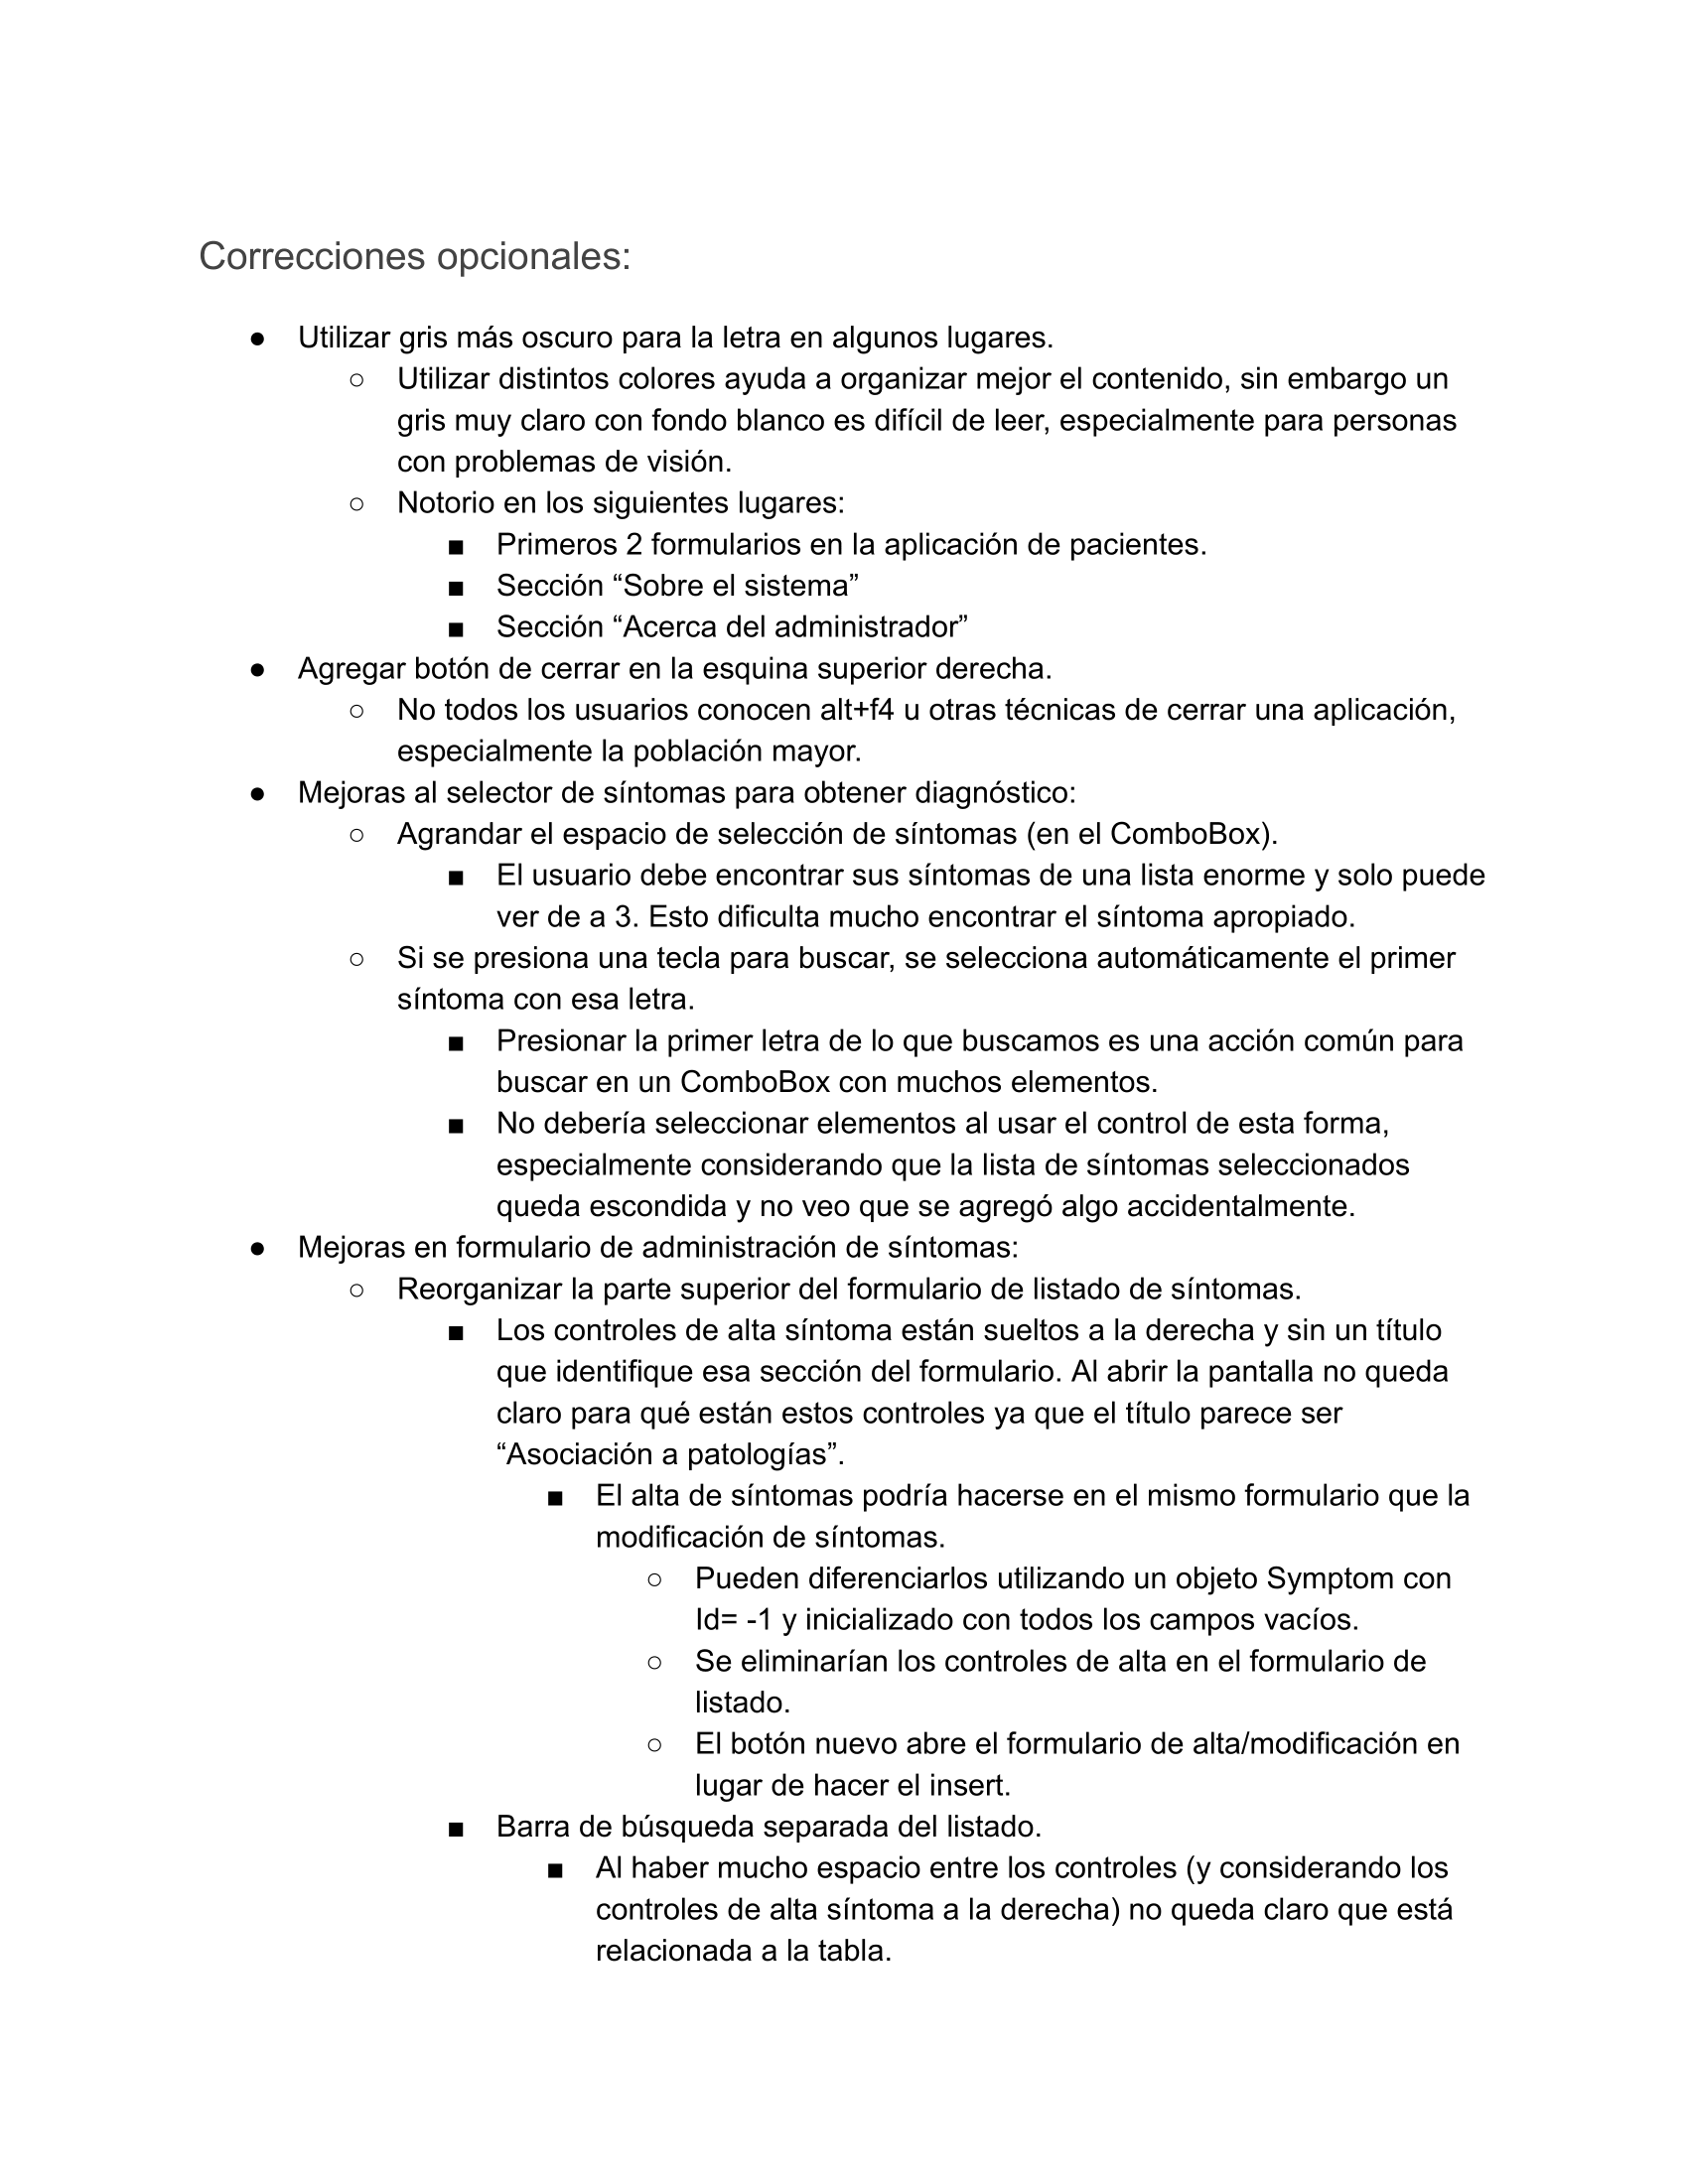 Correcciones opcionales:
● Utilizar gris más oscuro para la letra en algunos lugares.
○ Utilizar distintos colores ayuda a organizar mejor el contenido, sin embargo un
gris muy claro con fondo blanco es difícil de leer, especialmente para personas
con problemas de visión.
○ Notorio en los siguientes lugares:
■ Primeros 2 formularios en la aplicación de pacientes.
■ Sección “Sobre el sistema”
■ Sección “Acerca del administrador”
● Agregar botón de cerrar en la esquina superior derecha.
○ No todos los usuarios conocen alt+f4 u otras técnicas de cerrar una aplicación,
especialmente la población mayor.
● Mejoras al selector de síntomas para obtener diagnóstico:
○ Agrandar el espacio de selección de síntomas (en el ComboBox).
■ El usuario debe encontrar sus síntomas de una lista enorme y solo puede
ver de a 3. Esto dificulta mucho encontrar el síntoma apropiado.
○ Si se presiona una tecla para buscar, se selecciona automáticamente el primer
síntoma con esa letra.
■ Presionar la primer letra de lo que buscamos es una acción común para
buscar en un ComboBox con muchos elementos.
■ No debería seleccionar elementos al usar el control de esta forma,
especialmente considerando que la lista de síntomas seleccionados
queda escondida y no veo que se agregó algo accidentalmente.
● Mejoras en formulario de administración de síntomas:
○ Reorganizar la parte superior del formulario de listado de síntomas.
■ Los controles de alta síntoma están sueltos a la derecha y sin un título
que identifique esa sección del formulario. Al abrir la pantalla no queda
claro para qué están estos controles ya que el título parece ser
“Asociación a patologías”.
■ El alta de síntomas podría hacerse en el mismo formulario que la
modificación de síntomas.
○ Pueden diferenciarlos utilizando un objeto Symptom con
Id= -1 y inicializado con todos los campos vacíos.
○ Se eliminarían los controles de alta en el formulario de
listado.
○ El botón nuevo abre el formulario de alta/modificación en
lugar de hacer el insert.
■ Barra de búsqueda separada del listado.
■ Al haber mucho espacio entre los controles (y considerando los
controles de alta síntoma a la derecha) no queda claro que está
relacionada a la tabla.